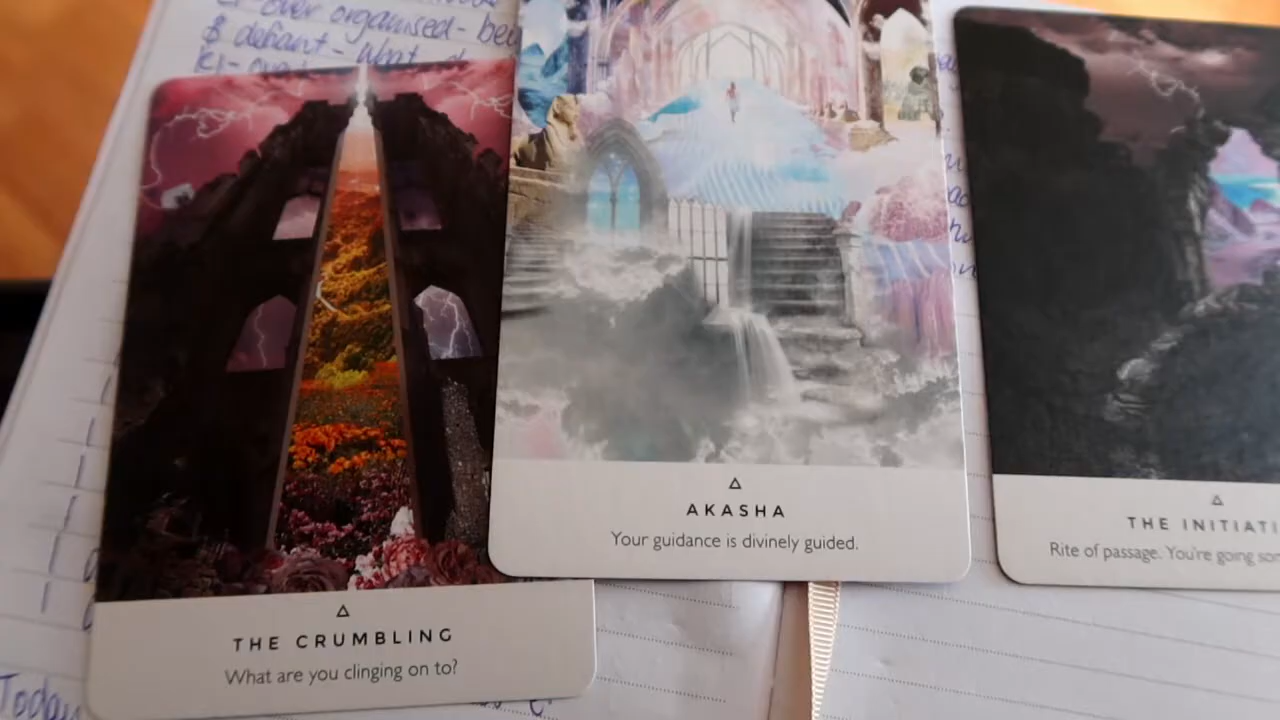 over organised - be
$ defiant - What
THE CRUMBLING
What are you clinging on to?
AKASHA
Your guidance is divinely guided.
THE INITIATI
Rite of passage. You're going so
Today